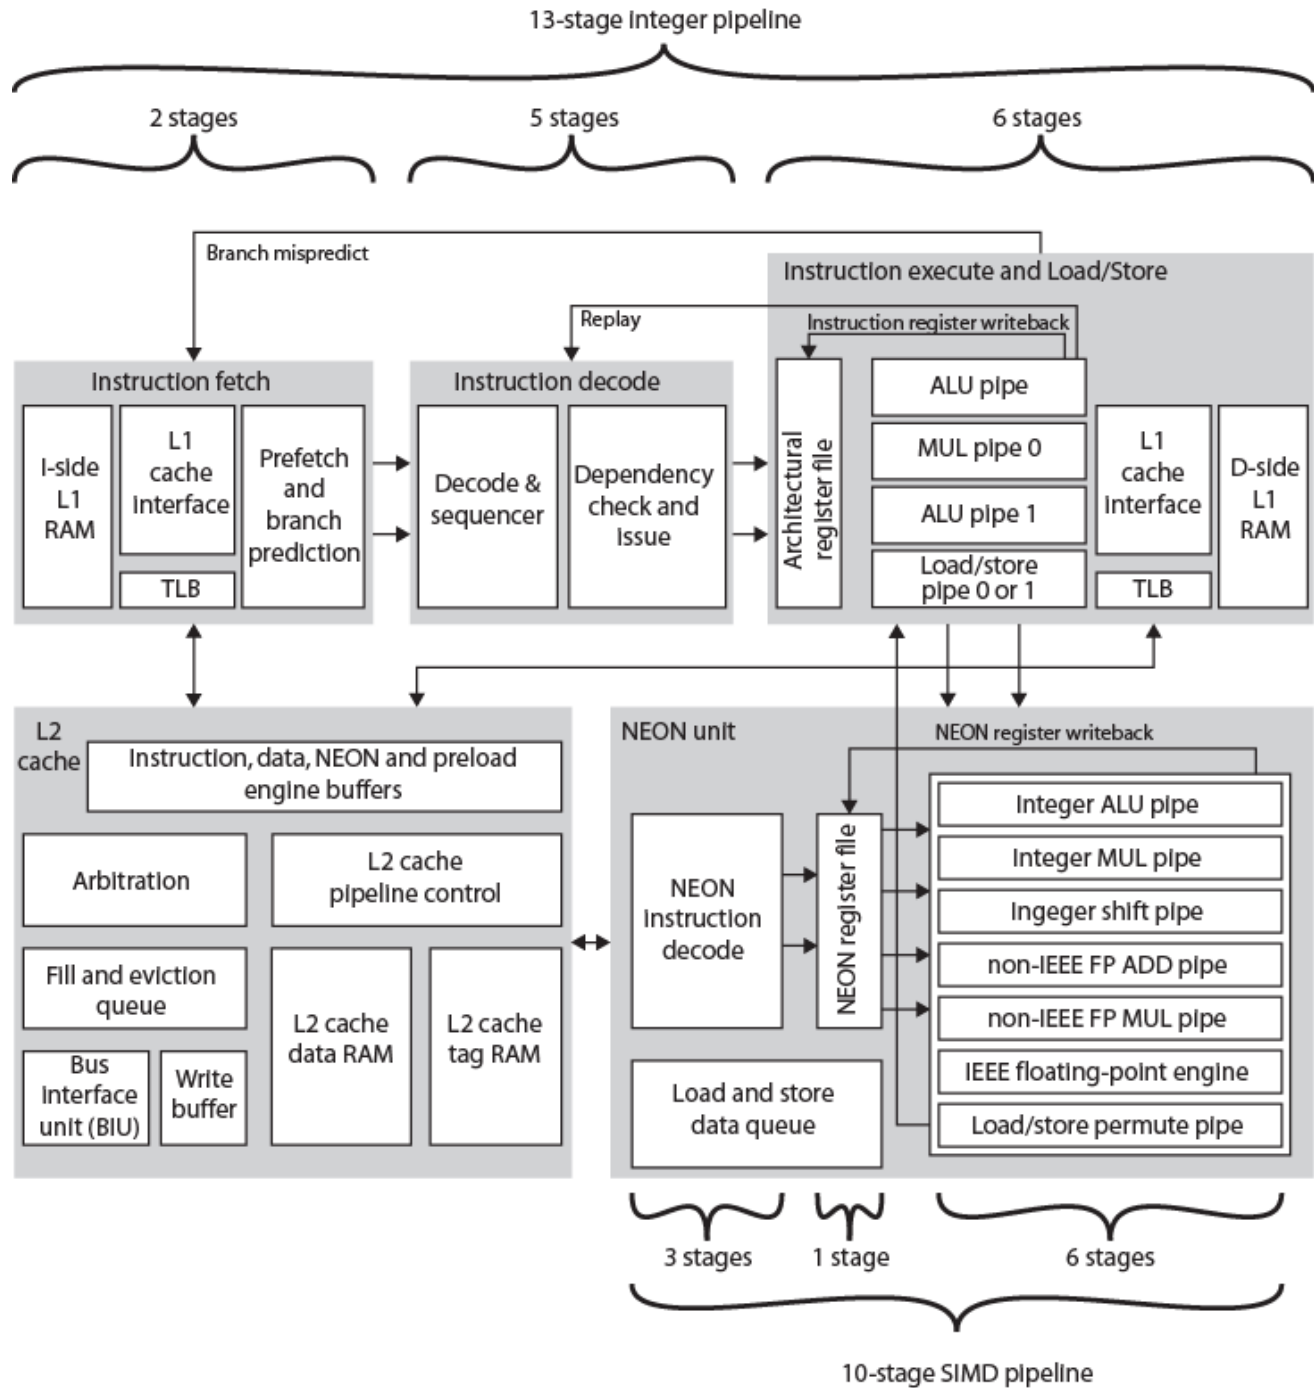 13-stage integer pipeline
2 stages
5 stages
6 stages
Branch mispredict
Instruction execute and Load/Store
Replay
Instruction register writeback
Instruction fetch
I-side
L1
RAM
L1
cache
interface
TLB
Prefetch
and
branch
prediction
Instruction decode
Decode &
sequencer
Dependency
check and
issue
Architectural
register file
ALU pipe
MUL pipe 0
ALU pipe 1
Load/store
pipe 0 or 1
L1
cache
interface
TLB
D-side
L1
RAM
L2
cache
Instruction, data, NEON and preload
engine buffers
Arbitration
L2 cache
pipeline control
Fill and eviction
queue
L2 cache
data RAM
L2 cache
tag RAM
Bus
interface
unit (BIU)
Write
buffer
NEON unit
NEON register writeback
NEON
instruction
decode
NEON register file
Load and store
data queue
Integer ALU pipe
Integer MUL pipe
Ingeger shift pipe
non-IEEE FP ADD pipe
non-IEEE FP MUL pipe
IEEE floating-point engine
Load/store permute pipe
3 stages
1 stage
6 stages
10-stage SIMD pipeline